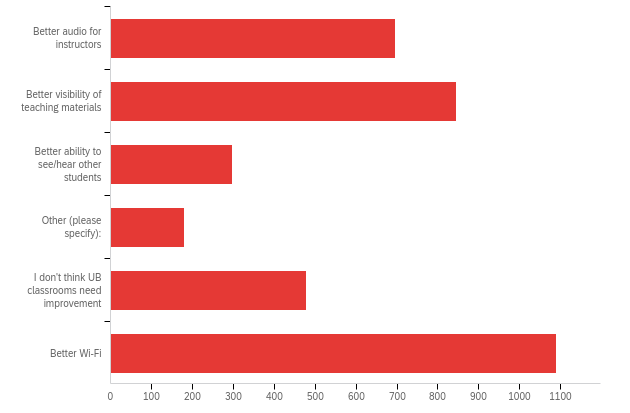 Better audio for
instructors
Better visibility of
teaching materials
Better ability to
see/hear other
students
Other (please
specify):
I don't think UB
classrooms need
improvement
Better Wi-Fi
0 100 200 300 400 500 600 700 800 900 1000 1100